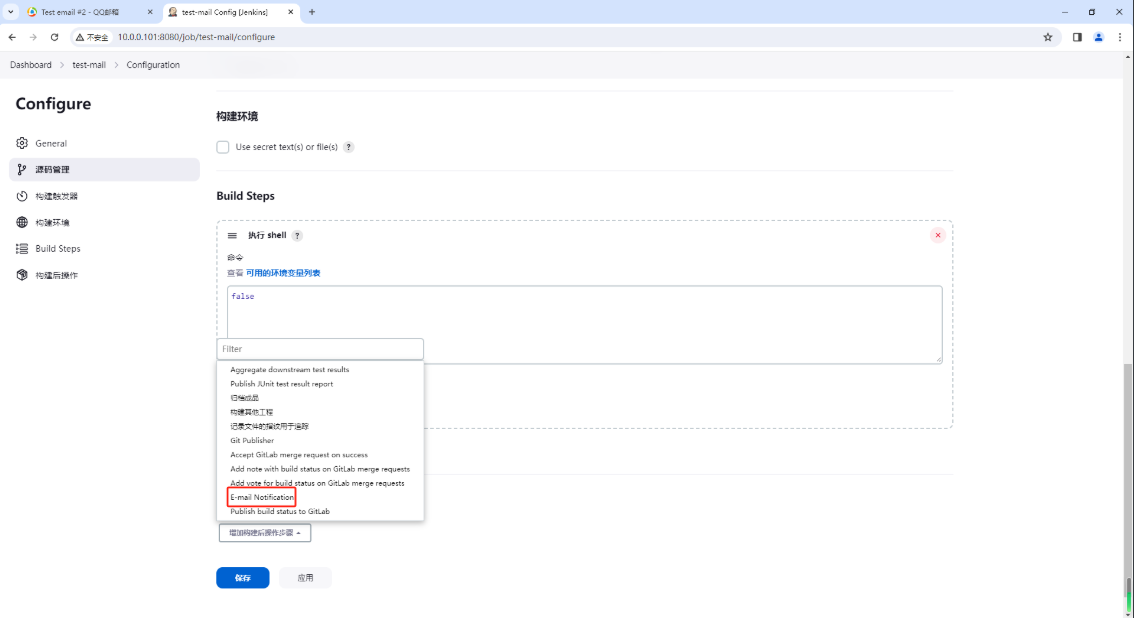 Test email #2 - QQ邮箱
test-mail Config [Jenkins]
不安全
10.0.0.101:8080/job/test-mail/configure
Dashboard
test-mail
Configuration
Configure
General
源码管理
构建触发器
构建环境
Build Steps
构建后操作
构建环境
Use secret text(s) or file(s) ?
Build Steps
执行 shell ?
命令
查看 可用的环境变量列表
false
Filter
Aggregate downstream test results
Publish JUnit test result report
归档成品
构建其他工程
记录文件的指纹用于追踪
Git Publisher
Accept GitLab merge request on success
Add note with build status on GitLab merge requests
Add vote for build status on GitLab merge requests
E-mail Notification
Publish build status to GitLab
增加构建后操作步骤
保存
应用